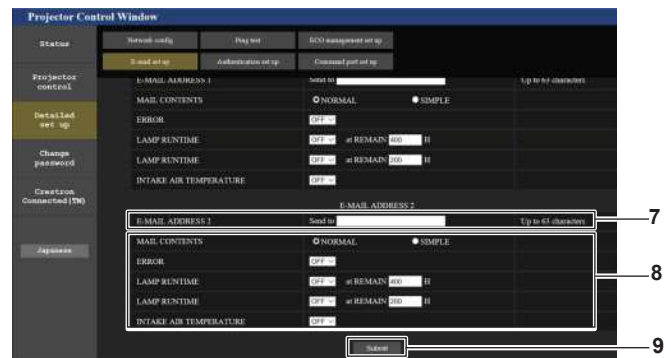 Projector Control Window
Status
Network config
Ping test
ECO management set up
E-mail set up
Authentication set up
Command port set up
Projector control
Detailed set up
Change password
Crestron Connected(TM)
Japanese
E-MAIL ADDRESS 1 Send to Up to 63 characters
MAIL CONTENTS NORMAL SIMPLE
ERROR OFF
LAMP RUNTIME OFF at REMAIN 400 H
LAMP RUNTIME OFF at REMAIN 200 H
INTAKE AIR TEMPERATURE OFF
E-MAIL ADDRESS 2
E-MAIL ADDRESS 2 Send to Up to 63 characters 7
MAIL CONTENTS NORMAL SIMPLE
ERROR OFF
LAMP RUNTIME OFF at REMAIN 400 H 8
LAMP RUNTIME OFF at REMAIN 200 H
INTAKE AIR TEMPERATURE OFF
Submit 9